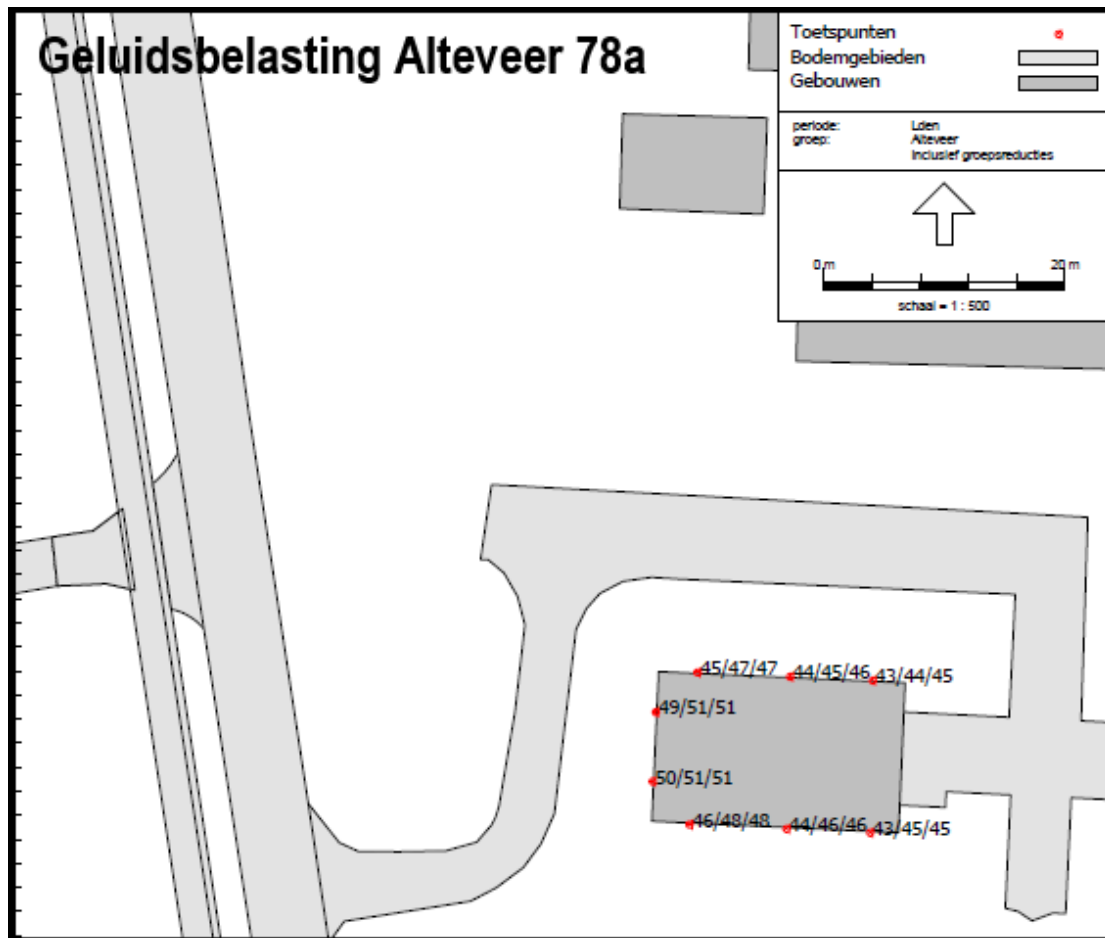 Geluidsbelasting Alteveer 78a
Toetspunten
Bodemgebieden
Gebouwen
periode: Lden
groep: Alteveer
Inclusief groepsreducties
0 m 20 m
schaal = 1 : 500
45/47/47 44/45/46 43/44/45
49/51/51
50/51/51
46/48/48 44/46/46 43/45/45